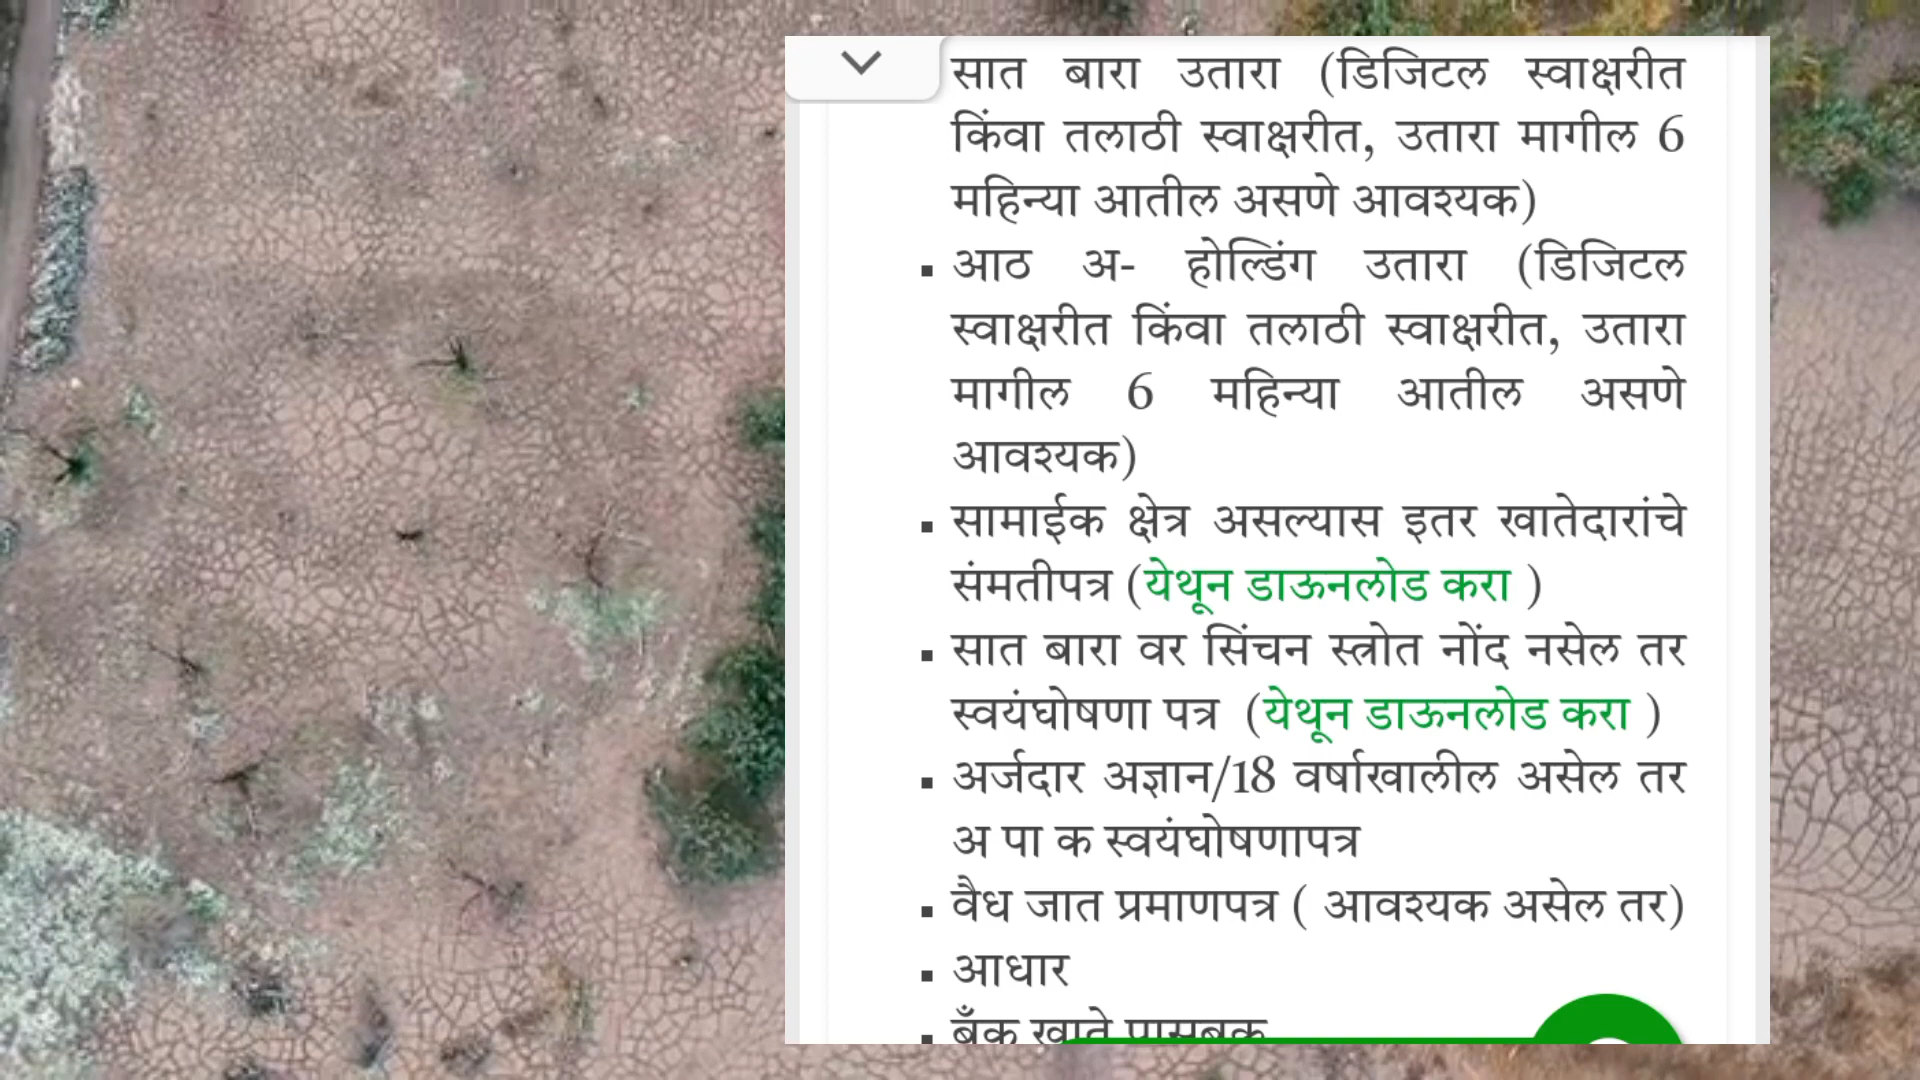 सात बारा उतारा (डिजिटल स्वाक्षरीत
किंवा तलाठी स्वाक्षरीत, उतारा मागील 6
महिन्या आतील असणे आवश्यक)
▪ आठ अ- होल्डिंग उतारा (डिजिटल
स्वाक्षरीत किंवा तलाठी स्वाक्षरीत, उतारा
मागील 6 महिन्या आतील असणे
आवश्यक)
▪ सामाईक क्षेत्र असल्यास इतर खातेदारांचे
संमतीपत्र (येथून डाऊनलोड करा )
▪ सात बारा वर सिंचन स्त्रोत नोंद नसेल तर
स्वयंघोषणा पत्र (येथून डाऊनलोड करा )
▪ अर्जदार अज्ञान/18 वर्षाखालील असेल तर
अ पा क स्वयंघोषणापत्र
▪ वैध जात प्रमाणपत्र ( आवश्यक असेल तर)
▪ आधार
▪ बँक खाते पासबुक